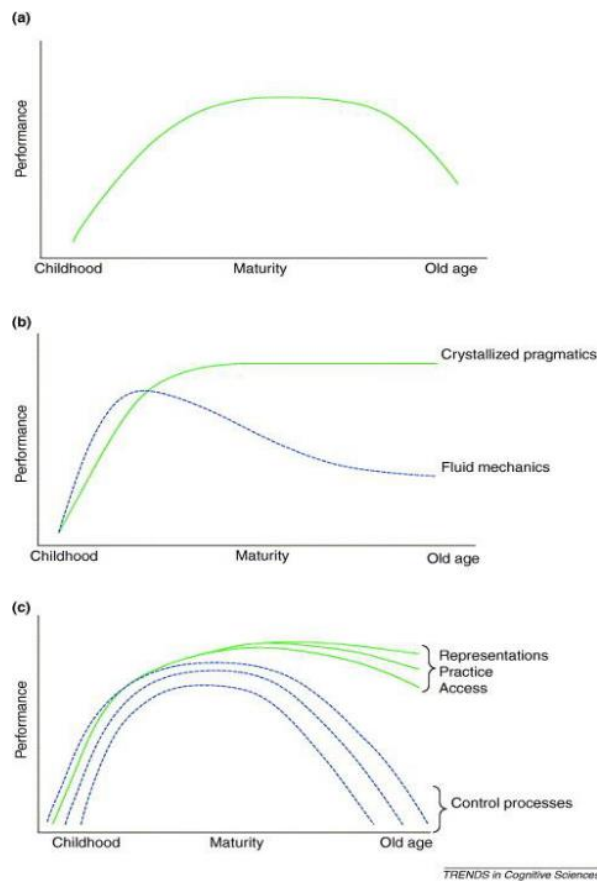 (a)
Performance
Childhood
Maturity
Old age
(b)
Crystallized pragmatics
Performance
Fluid mechanics
Childhood
Maturity
Old age
(c)
Representations
Practice
Access
Performance
Control processes
Childhood
Maturity
Old age
TRENDS in Cognitive Sciences